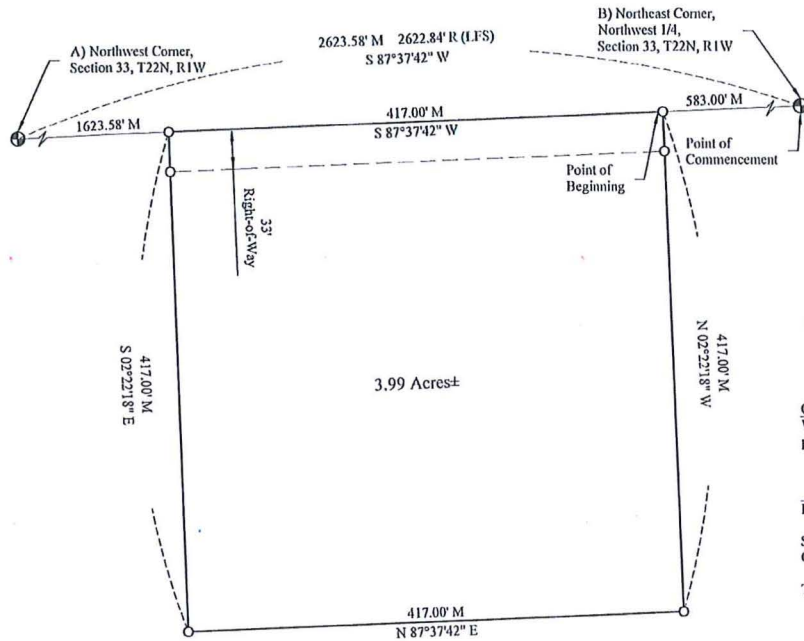 A) Northwest Corner,
Section 33, T22N, R1W
2623.58' M 2622.84' R (LFS)
S 87°37'42" W
B) Northeast Corner,
Northwest 1/4,
Section 33, T22N, R1W
1623.58' M
417.00' M
S 87°37'42" W
583.00' M
Point of
Commencement
Point of
Beginning
33'
Right-of-Way
417.00' M
S 02°22'18" E
3.99 Acres±
417.00' M
N 02°22'18" W
417.00' M
N 87°37'42" E